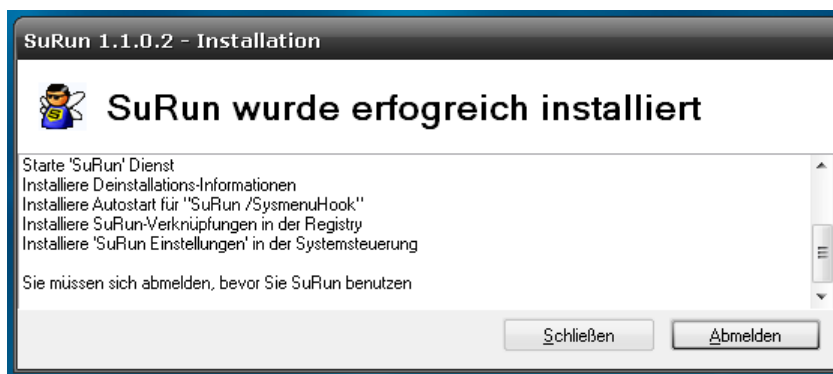 SuRun 1.1.0.2 - Installation
SuRun wurde erfogreich installiert
Starte 'SuRun' Dienst
Installiere Deinstallations-Informationen
Installiere Autostart für "SuRun /SysmenuHook"
Installiere SuRun-Verknüpfungen in der Registry
Installiere 'SuRun Einstellungen' in der Systemsteuerung
Sie müssen sich abmelden, bevor Sie SuRun benutzen
Schließen Abmelden